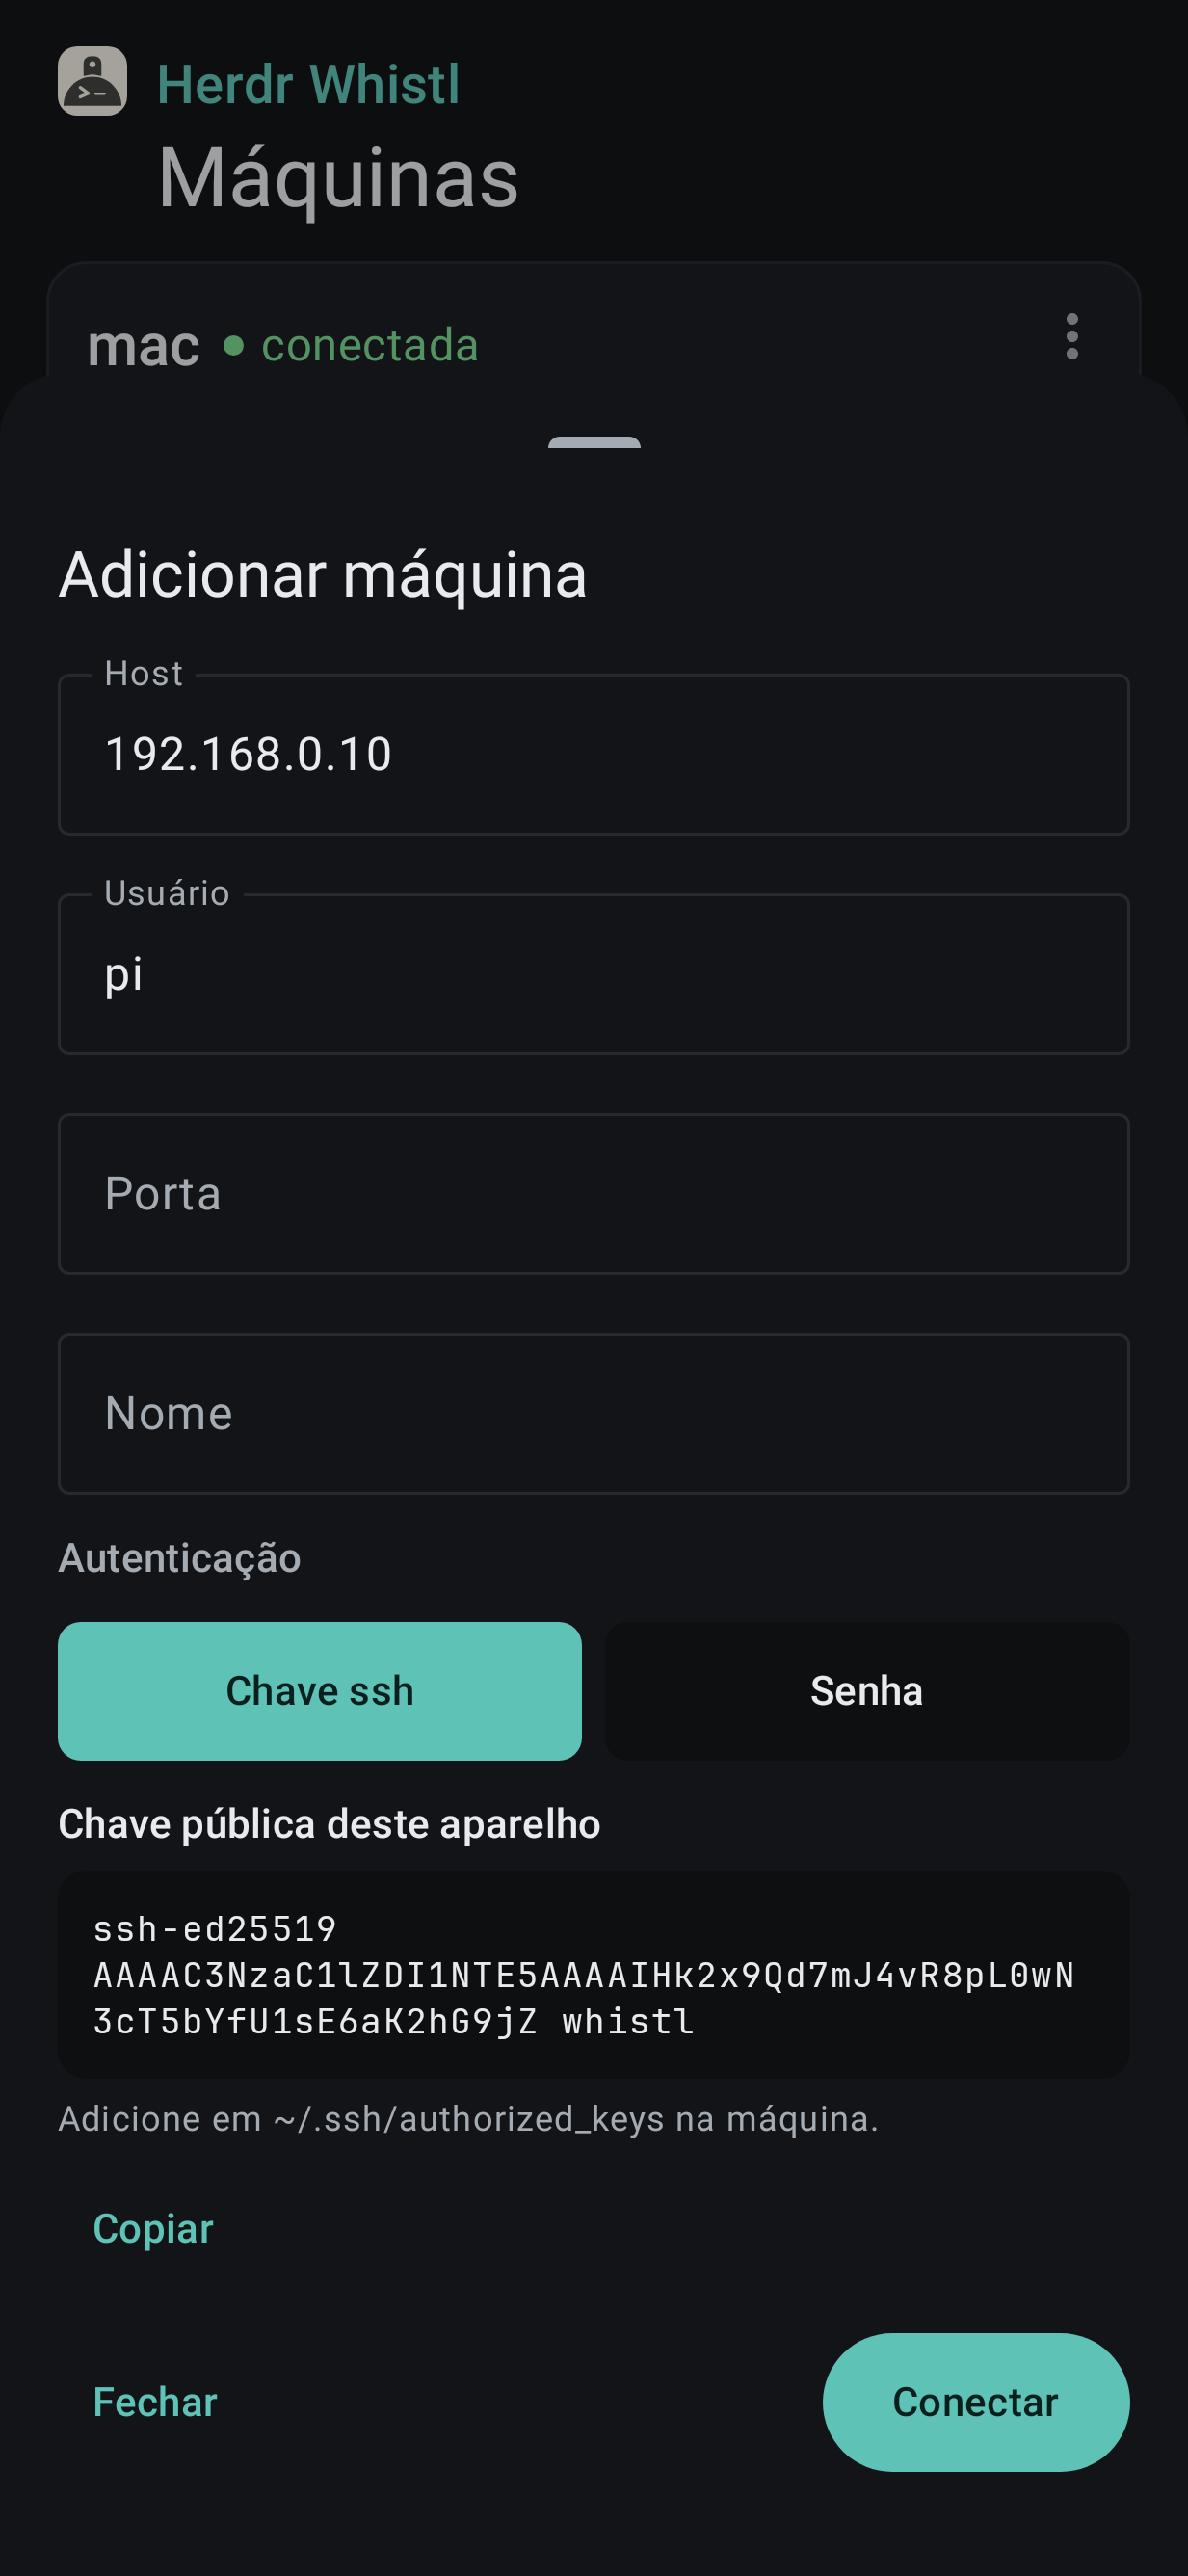 Herdr Whistl
Máquinas
mac conectada
Adicionar máquina
Host
192.168.0.10
Usuário
pi
Porta
Nome
Autenticação
Chave ssh Senha
Chave pública deste aparelho
ssh-ed25519
AAAAC3NzaC1lZDI1NTE5AAAAIHk2x9Qd7mJ4vR8pL0wN
3cT5bYfU1sE6aK2hG9jZ whistl
Adicione em ~/.ssh/authorized_keys na máquina.
Copiar
Fechar Conectar